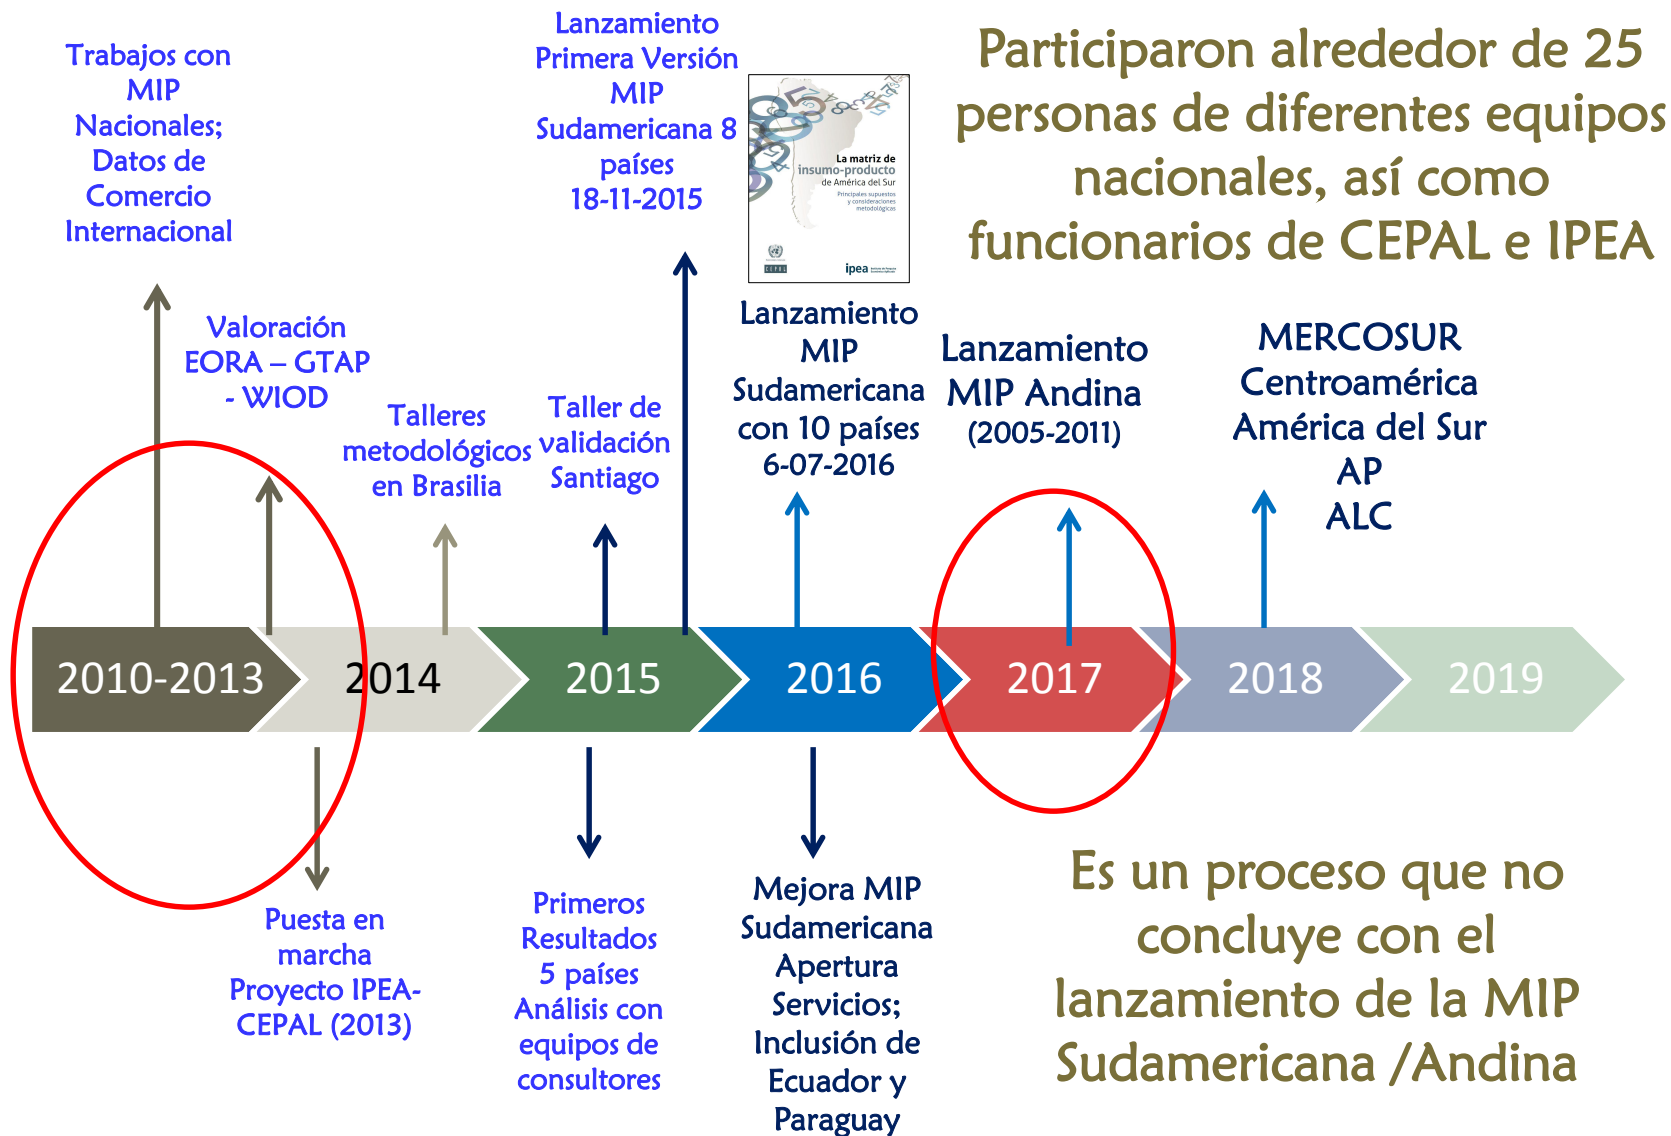 Trabajos con
MIP
Nacionales;
Datos de
Comercio
Internacional
Valoración
EORA – GTAP
- WIOD
Talleres
metodológicos
en Brasilia
Taller de
validación
Santiago
Lanzamiento
Primera Versión
MIP
Sudamericana 8
países
18-11-2015
La matriz de
insumo-producto
de América del Sur
Principales supuestos
y consideraciones
metodológicas
CEPAL
ipea
Lanzamiento
MIP
Sudamericana
con 10 países
6-07-2016
Participaron alrededor de 25
personas de diferentes equipos
nacionales, así como
funcionarios de CEPAL e IPEA
Lanzamiento
MIP Andina
(2005-2011)
MERCOSUR
Centroamérica
América del Sur
AP
ALC
2010-2013
2014
2015
2016
2017
2018
2019
Puesta en
marcha
Proyecto IPEA-
CEPAL (2013)
Primeros
Resultados
5 países
Análisis con
equipos de
consultores
Mejora MIP
Sudamericana
Apertura
Servicios;
Inclusión de
Ecuador y
Paraguay
Es un proceso que no
concluye con el
lanzamiento de la MIP
Sudamericana /Andina